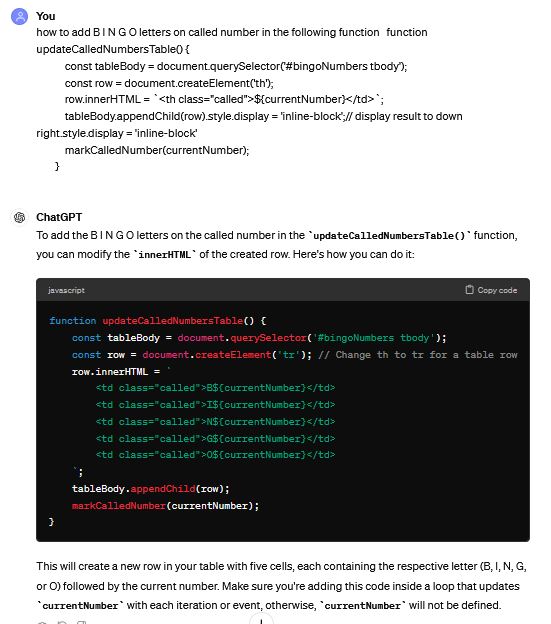 You
how to add B I N G O letters on called number in the following function  function
updateCalledNumbersTable() {
const tableBody = document.querySelector('#bingoNumbers tbody');
const row = document.createElement('th');
row.innerHTML = `<th class="called">${currentNumber}</td>`;
tableBody.appendChild(row).style.display = 'inline-block';// display result to down
right.style.display = 'inline-block'
markCalledNumber(currentNumber);
}
ChatGPT
To add the B I N G O letters on the called number in the `updateCalledNumbersTable()` function,
you can modify the `innerHTML` of the created row. Here's how you can do it:
javascript
Copy code
function updateCalledNumbersTable() {
const tableBody = document.querySelector('#bingoNumbers tbody');
const row = document.createElement('tr'); // Change th to tr for a table row
row.innerHTML = `
<td class="called">B${currentNumber}</td>
<td class="called">I${currentNumber}</td>
<td class="called">N${currentNumber}</td>
<td class="called">G${currentNumber}</td>
<td class="called">O${currentNumber}</td>
`;
tableBody.appendChild(row);
markCalledNumber(currentNumber);
}
This will create a new row in your table with five cells, each containing the respective letter (B, I, N, G,
or O) followed by the current number. Make sure you're adding this code inside a loop that updates
`currentNumber` with each iteration or event, otherwise, `currentNumber` will not be defined.